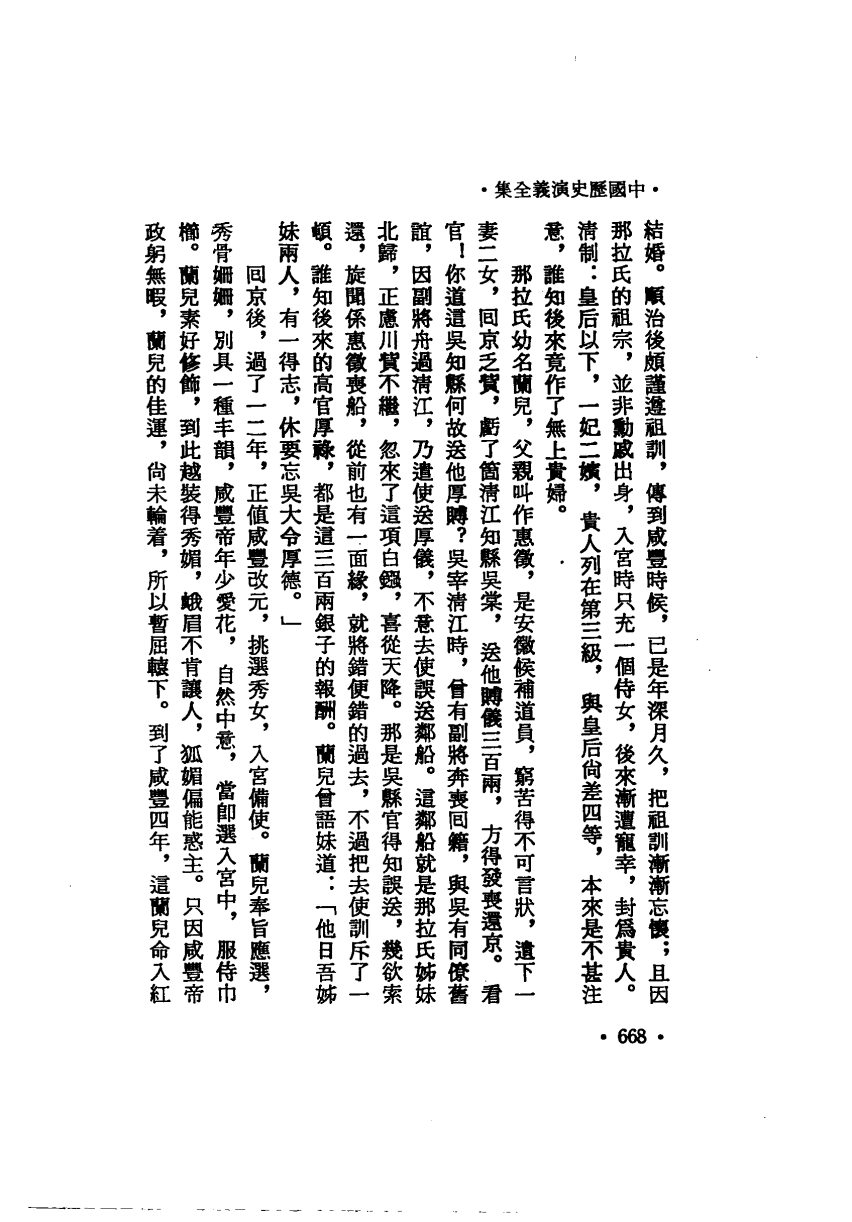 ・中國歷史演義全集・
結婚。順治後頗謹遵祖訓，傳到咸豐時候，已是年深月久，把祖訓漸漸忘懷；且因
那拉氏的祖宗，並非勳戚出身，入宮時只充一個侍女，後來漸遭寵幸，封爲貴人。
清制：皇后以下，一妃二嬪，貴人列在第三級，與皇后尙差四等，本來是不甚注
意，誰知後來竟作了無上貴婦。
那拉氏幼名蘭兒，父親叫作惠徵，是安徽候補道員，窮苦得不可言狀，遺下一
妻二女，回京乏貲，虧了箇清江知縣吳棠，送他賻儀三百兩，方得發喪還京。看
官！你道這吳知縣何故送他厚賻？吳宰清江時，曾有副將奔喪回籍，與吳有同僚舊
誼，因副將舟過清江，乃遣使送厚儀，不意去使誤送鄰船。這鄰船就是那拉氏姊妹
北歸，正慮川貲不繼，忽來了這項白鏹，喜從天降。那是吳縣官得知誤送，幾欲索
還，旋聞係惠徵喪船，從前也有一面緣，就將錯便錯的過去，不過把去使訓斥了一
頓。誰知後來的高官厚祿，都是這三百兩銀子的報酬。蘭兒曾語妹道：「他日吾姊
妹兩人，有一得志，休要忘吳大令厚德。」
回京後，過了一二年，正値咸豐改元，挑選秀女，入宮備使。蘭兒奉旨應選，
秀骨姍姍，別具一種丰韻，咸豐帝年少愛花，自然中意，當卽選入宮中，服侍巾
櫛。蘭兒素好修飾，到此越裝得秀媚，蛾眉不肯讓人，狐媚偏能惑主。只因咸豐帝
政躬無暇，蘭兒的佳運，尙未輪着，所以暫屈轅下。到了咸豐四年，這蘭兒命入紅
・668・